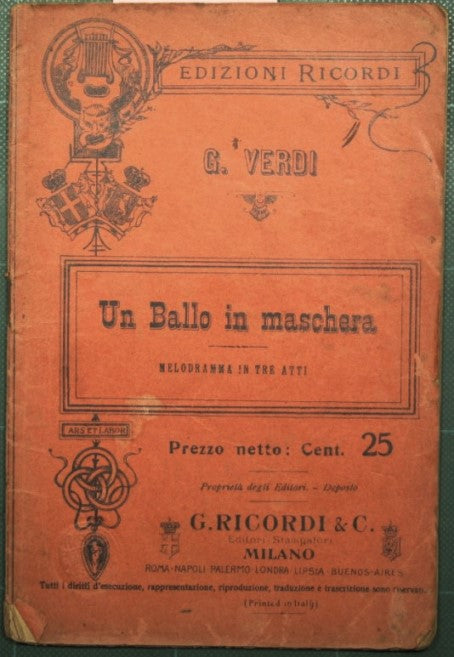 EDIZIONI RICORDI
G. VERDI
Un Ballo in maschera
MELODRAMMA IN TRE ATTI
ARS ET LABOR
Prezzo netto: Cent. 25
Proprietà degli Editori. - Deposto
G. RICORDI & C.
Editori-Stampatori
MILANO
ROMA-NAPOLI PALERMO-LONDRA LIPSIA BUENOS-AIRES
Tutti i diritti d'esecuzione, rappresentazione, riproduzione, traduzione e trascrizione sono riservati.
(Printed in Italy)